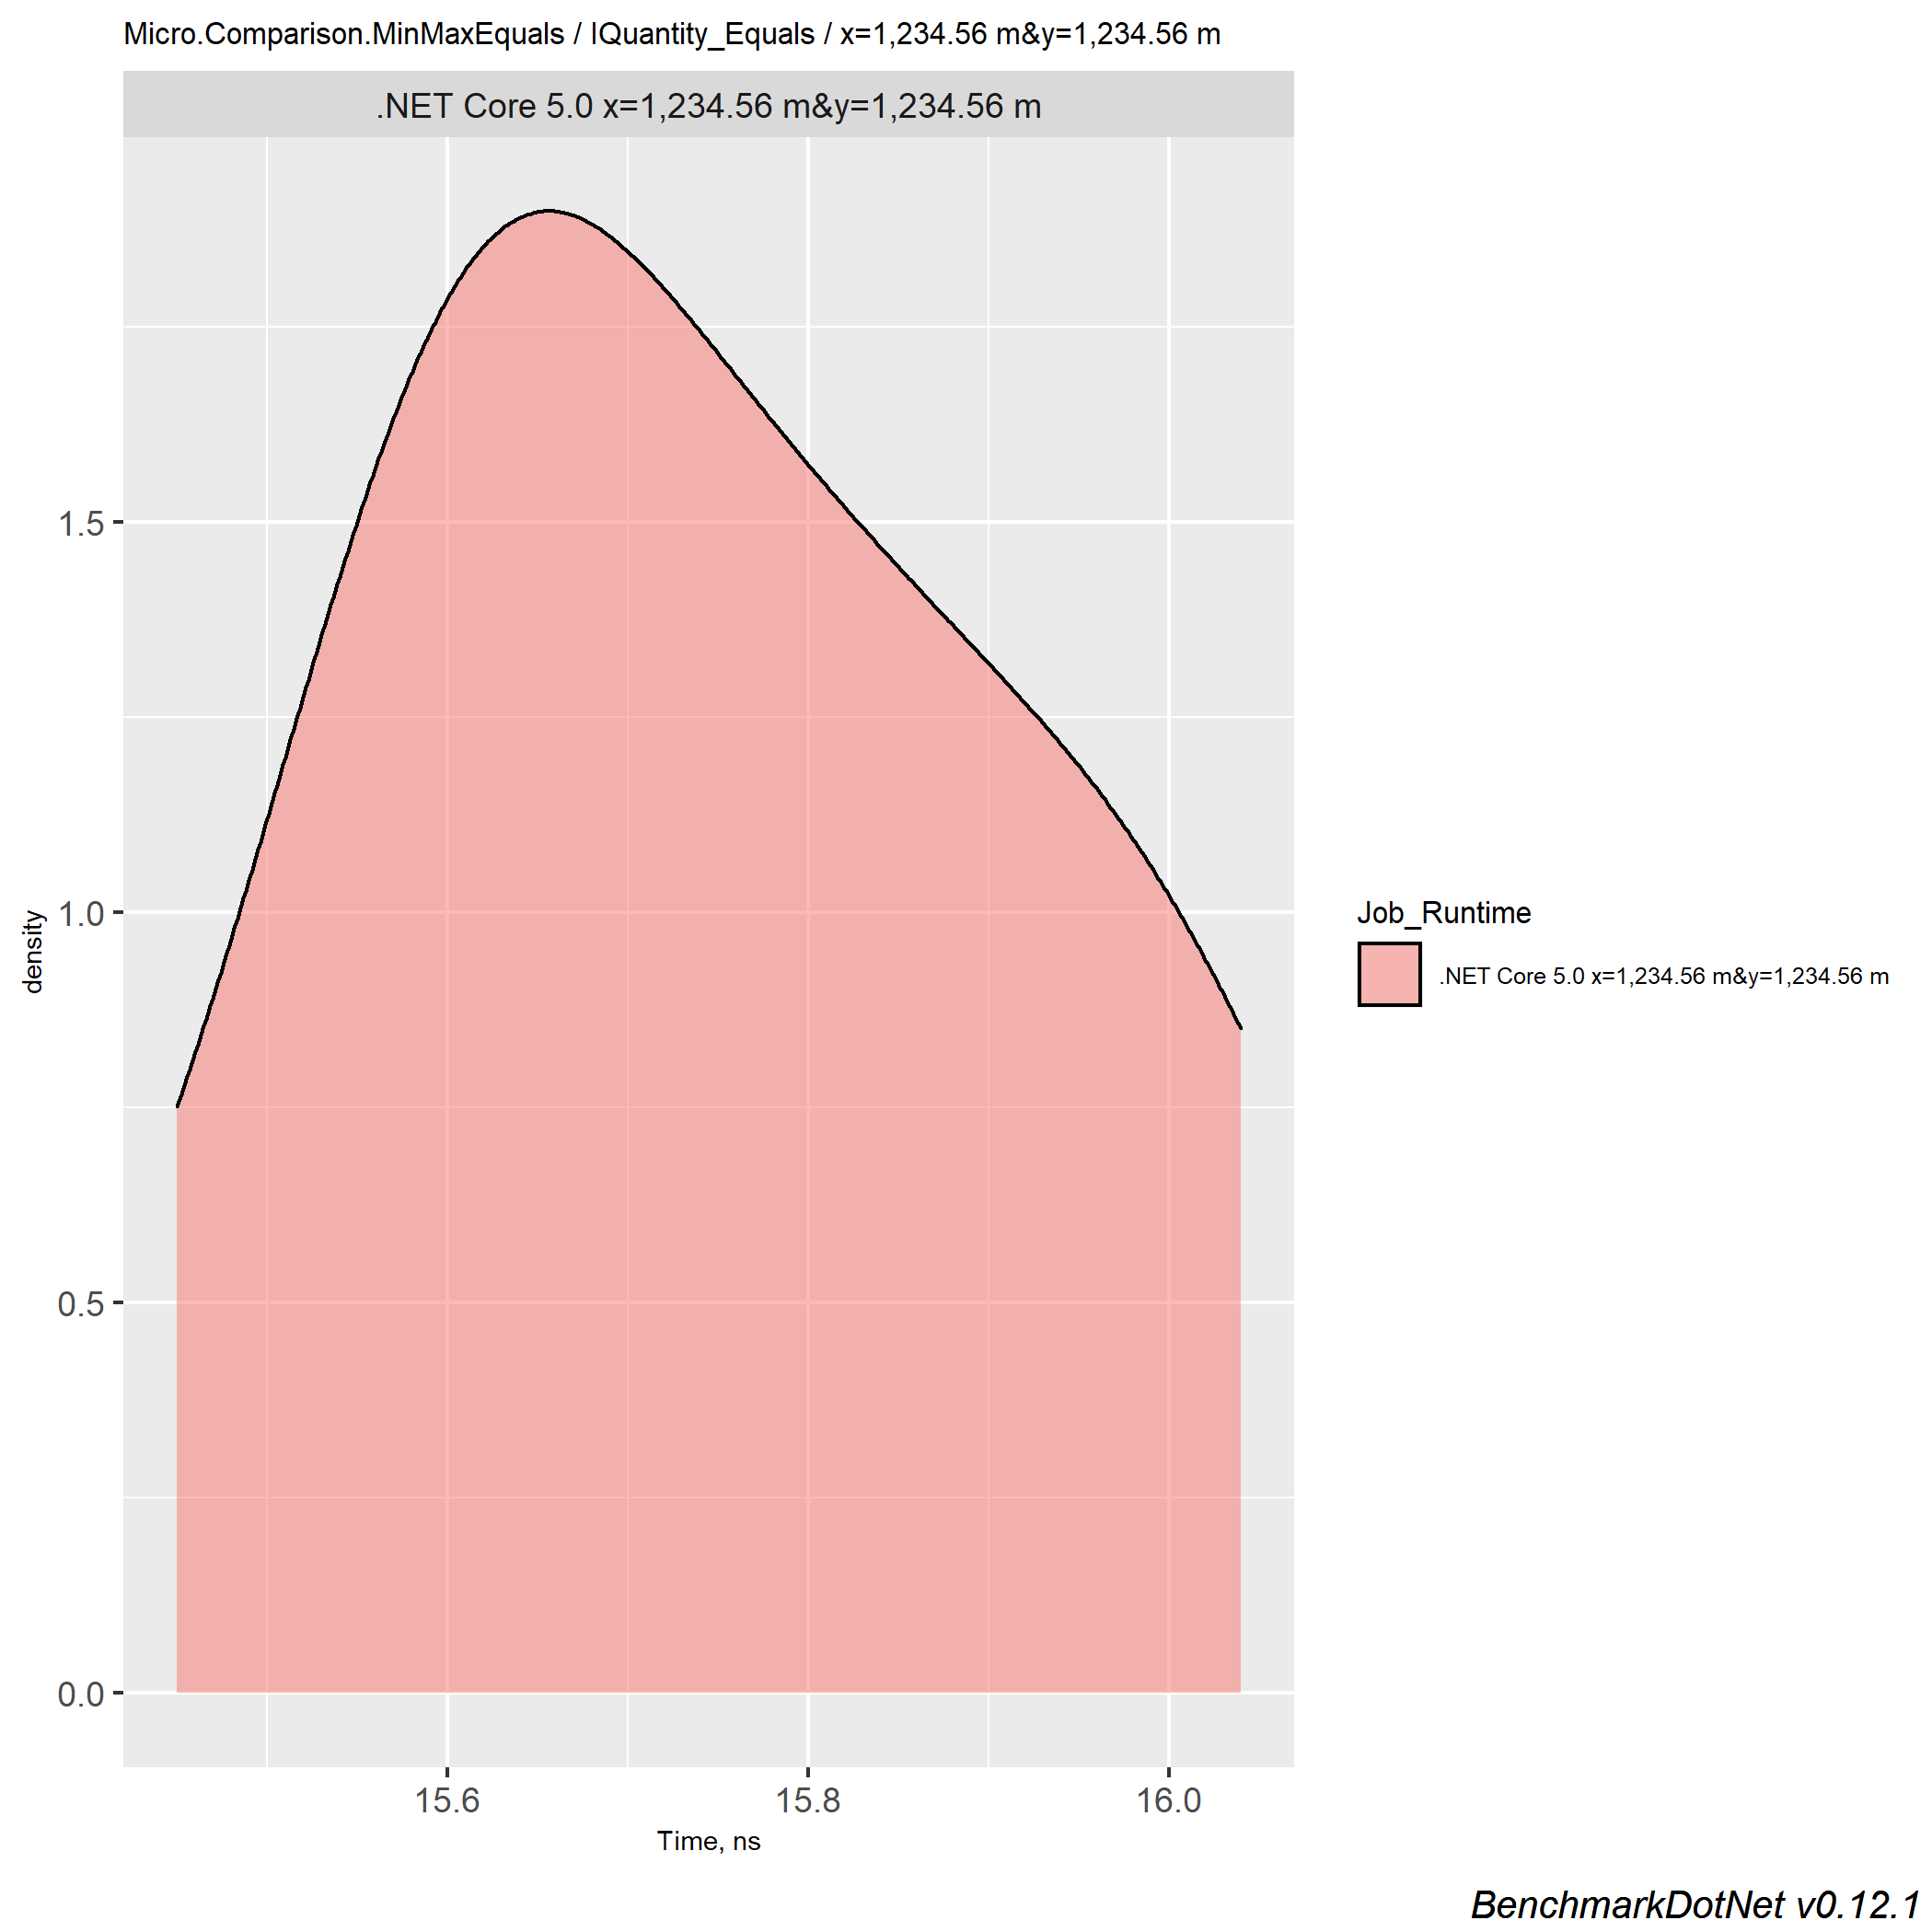 Micro.Comparison.MinMaxEquals / IQuantity_Equals / x=1,234.56 m&y=1,234.56 m
.NET Core 5.0 x=1,234.56 m&y=1,234.56 m
1.5
1.0
0.5
0.0
density
15.6 15.8 16.0
Time, ns
Job_Runtime
.NET Core 5.0 x=1,234.56 m&y=1,234.56 m
BenchmarkDotNet v0.12.1